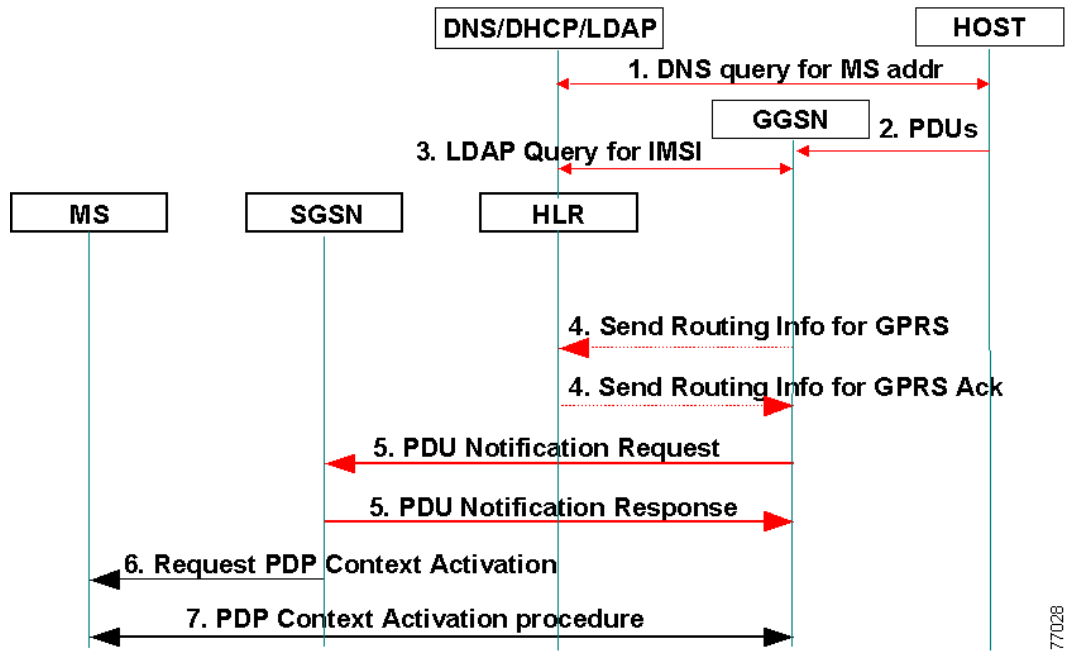 DNS/DHCP/LDAP
HOST
1. DNS query for MS addr
GGSN
2. PDUs
3. LDAP Query for IMSI
MS
SGSN
HLR
4. Send Routing Info for GPRS
4. Send Routing Info for GPRS Ack
5. PDU Notification Request
5. PDU Notification Response
6. Request PDP Context Activation
7. PDP Context Activation procedure
77028